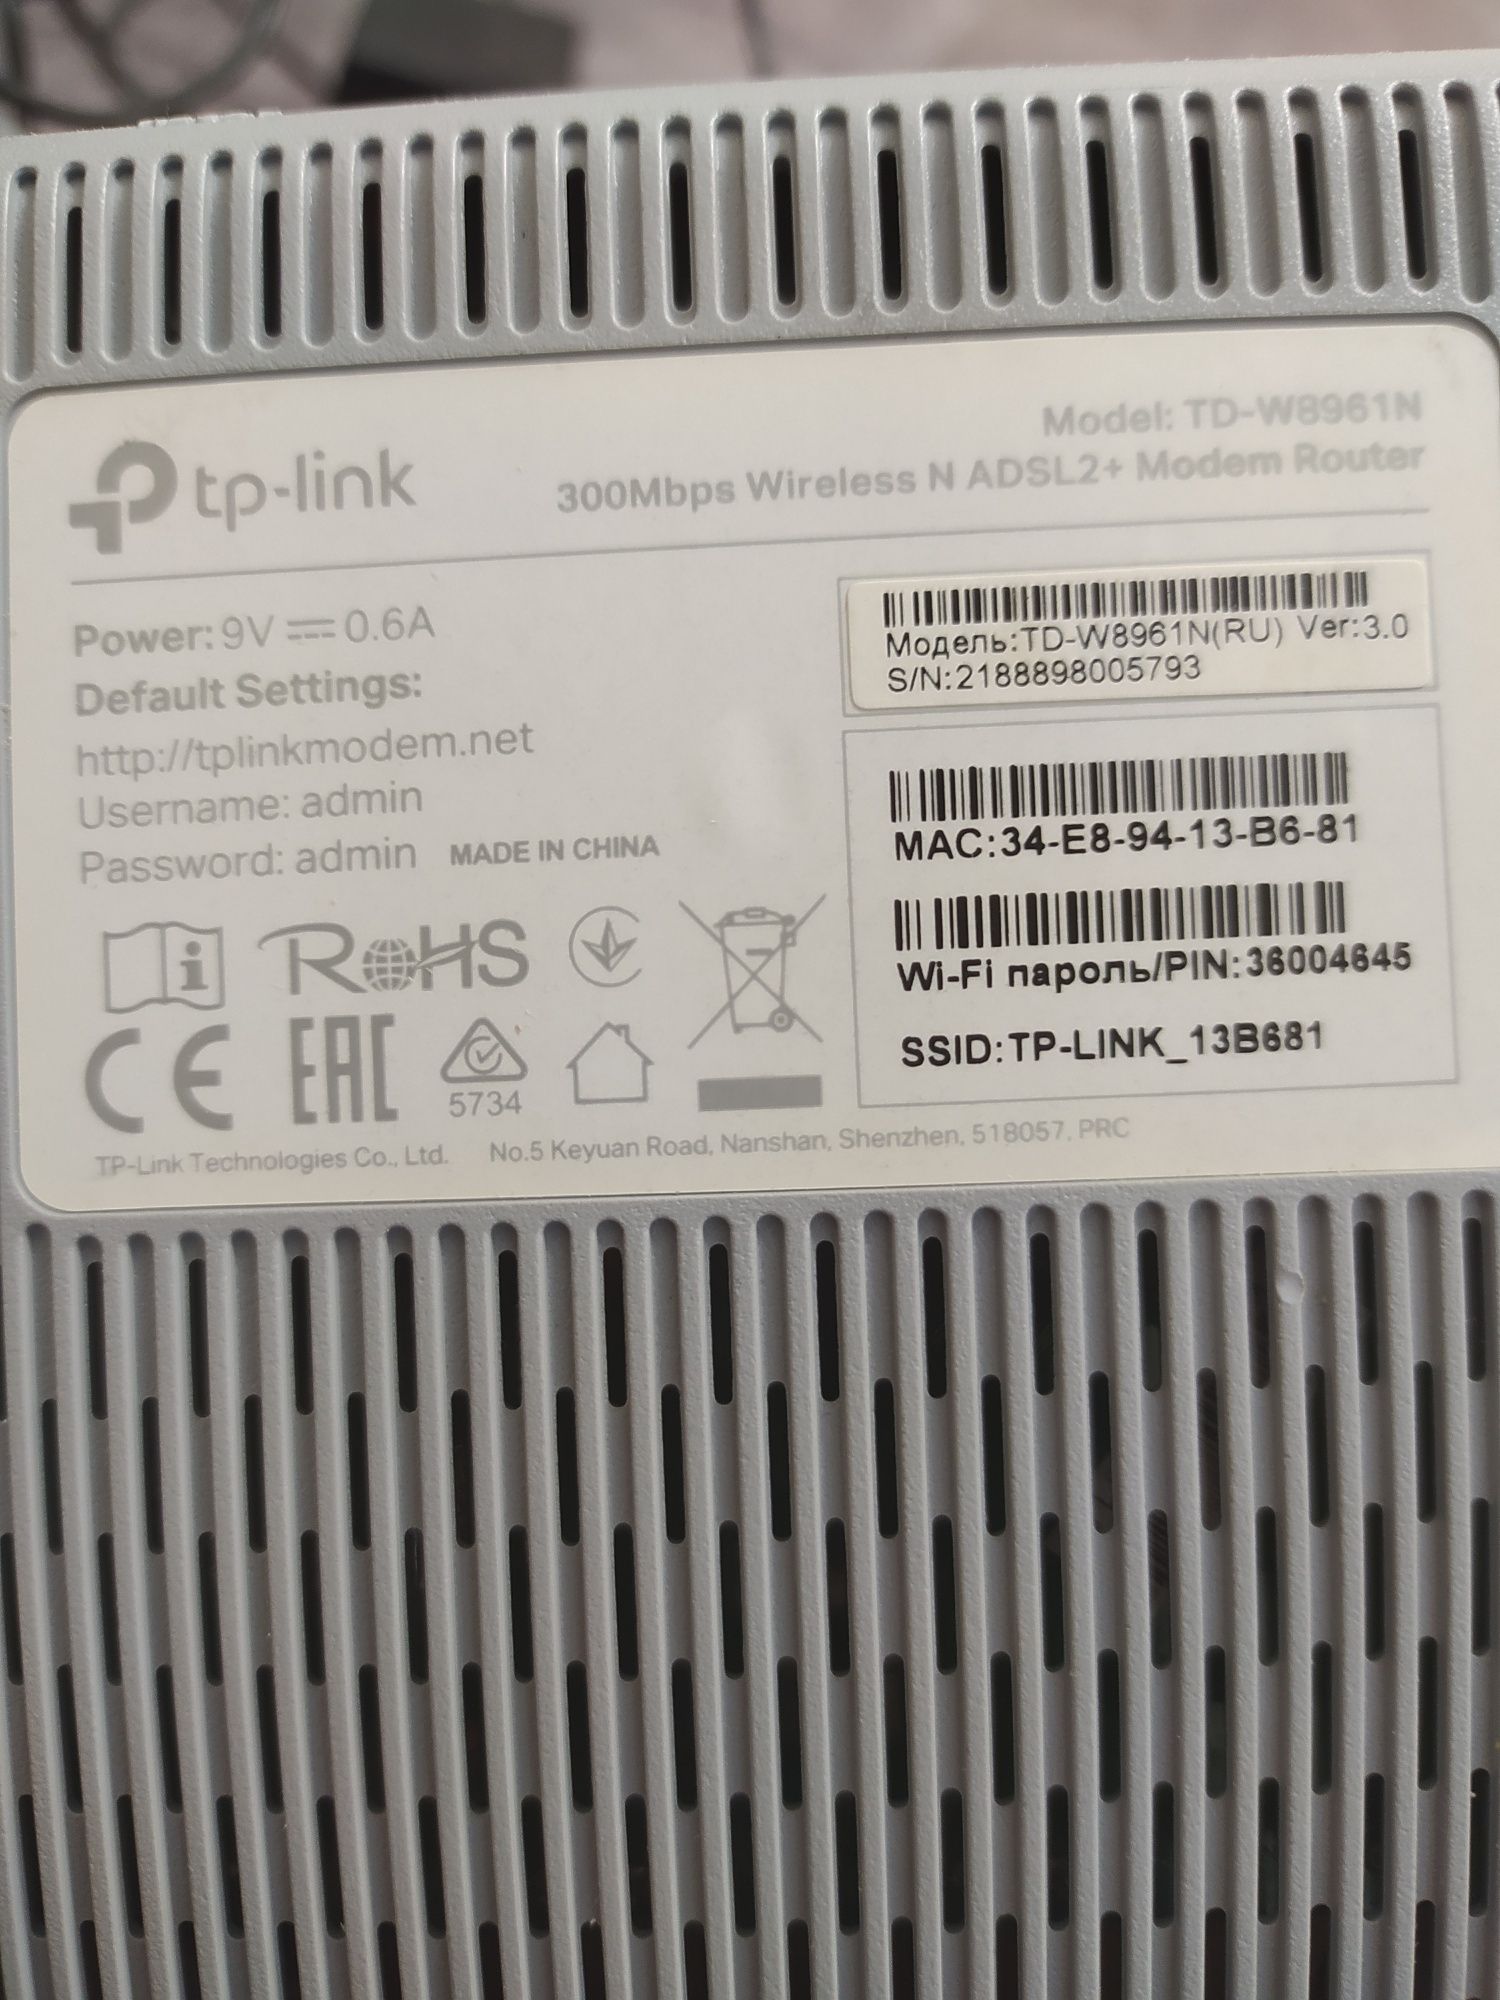 tp-link
Model: TD-W8961N
300Mbps Wireless N ADSL2+ Modem Router
Power: 9V ⎓ 0.6A
Default Settings:
http://tplinkmodem.net
Username: admin
Password: admin MADE IN CHINA
RoHS
CE EAC 5734
Модель:TD-W8961N(RU) Ver:3.0
S/N:2188898005793
MAC:34-E8-94-13-B6-81
Wi-Fi пароль/PIN:36004645
SSID:TP-LINK_13B681
TP-Link Technologies Co., Ltd. No.5 Keyuan Road, Nanshan, Shenzhen, 518057, PRC